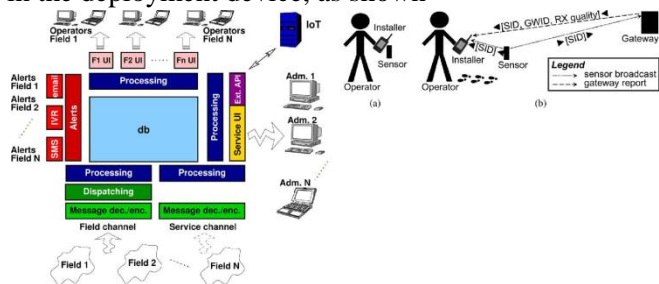 in the deployment device, as shown
Operators
Field 1
Operators
Field N
IoT
F1 UI
F2 UI
Fn UI
Alerts
Field 1
Alerts
Field 2
Alerts
Field N
email
IVR
SMS
Alerts
Processing
db
Processing
Ext. API
Service UI
Adm. 1
Adm. 2
Adm. N
Processing
Processing
Dispatching
Message dec./enc.
Message dec./enc.
Field channel
Service channel
Field 1
Field 2
Field N
Installer
Sensor
Operator
(a)
[SID, GWID, RX quality]
[SID]
[SID]
Gateway
Installer
Sensor
Operator
(b)
Legend
sensor broadcast
gateway report